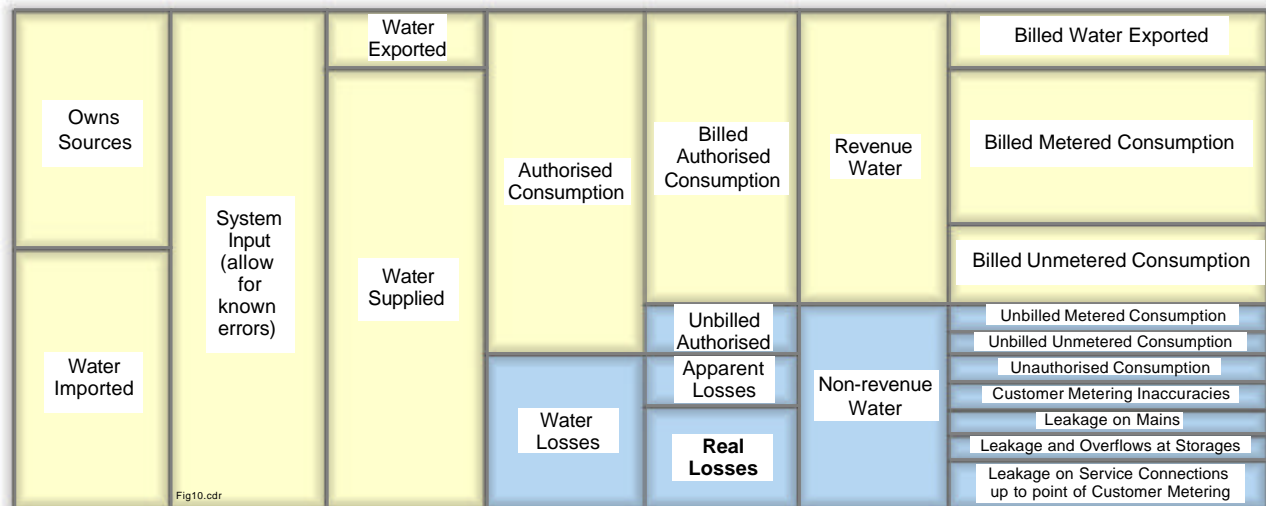 Owns
Sources
Water
Imported
System
Input
(allow
for
known
errors)
Fig10.cdr
Water
Exported
Water
Supplied
Authorised
Consumption
Water
Losses
Billed
Authorised
Consumption
Unbilled
Authorised
Apparent
Losses
Real
Losses
Revenue
Water
Non-revenue
Water
Billed Water Exported
Billed Metered Consumption
Billed Unmetered Consumption
Unbilled Metered Consumption
Unbilled Unmetered Consumption
Unauthorised Consumption
Customer Metering Inaccuracies
Leakage on Mains
Leakage and Overflows at Storages
Leakage on Service Connections
up to point of Customer Metering